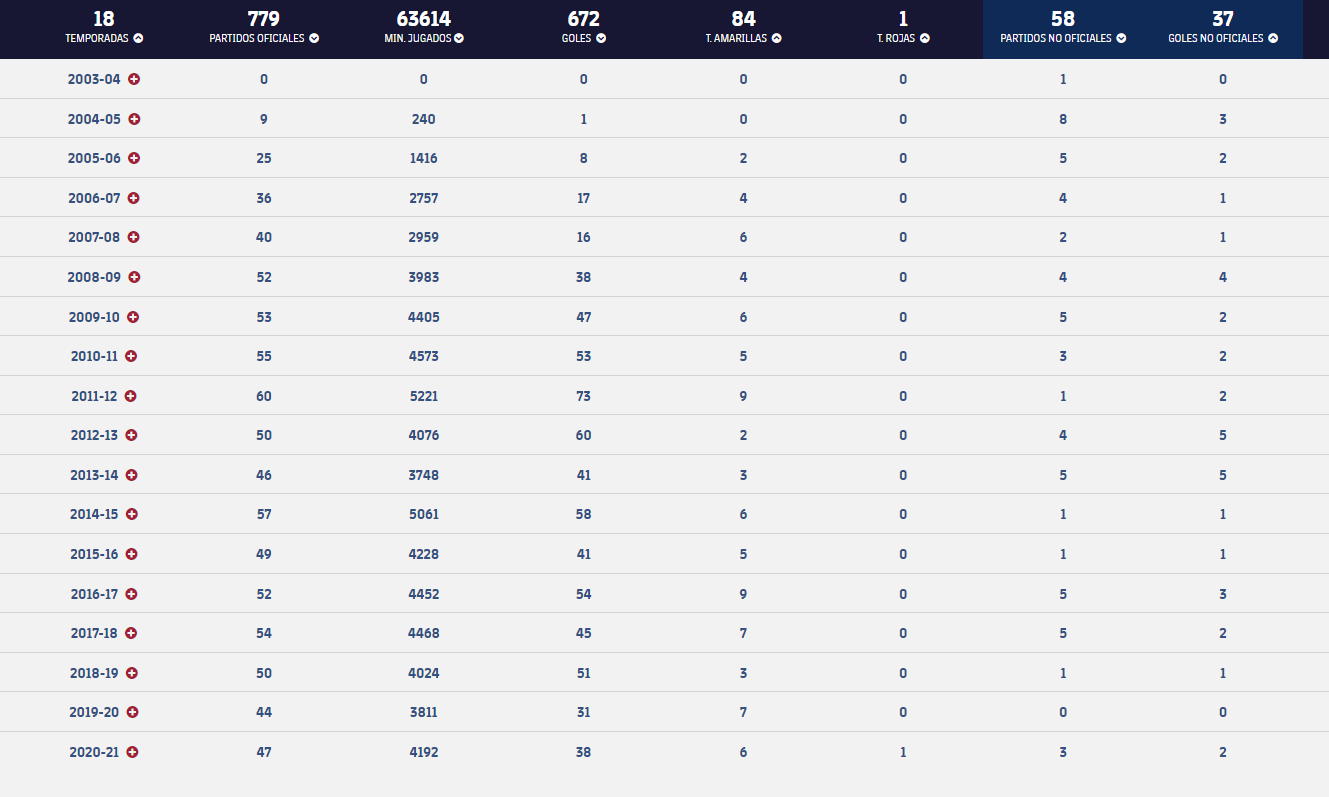 18 779 63614 672 84 1 58 37
TEMPORADAS PARTIDOS OFICIALES MIN. JUGADOS GOLES T. AMARILLAS T. ROJAS PARTIDOS NO OFICIALES GOLES NO OFICIALES
2003-04 0 0 0 0 0 1 0
2004-05 9 240 1 0 0 8 3
2005-06 25 1416 8 2 0 5 2
2006-07 36 2757 17 4 0 4 1
2007-08 40 2959 16 6 0 2 1
2008-09 52 3983 38 4 0 4 4
2009-10 53 4405 47 6 0 5 2
2010-11 55 4573 53 5 0 3 2
2011-12 60 5221 73 9 0 1 2
2012-13 50 4076 60 2 0 4 5
2013-14 46 3748 41 3 0 5 5
2014-15 57 5061 58 6 0 1 1
2015-16 49 4228 41 5 0 1 1
2016-17 52 4452 54 9 0 5 3
2017-18 54 4468 45 7 0 5 2
2018-19 50 4024 51 3 0 1 1
2019-20 44 3811 31 7 0 0 0
2020-21 47 4192 38 6 1 3 2